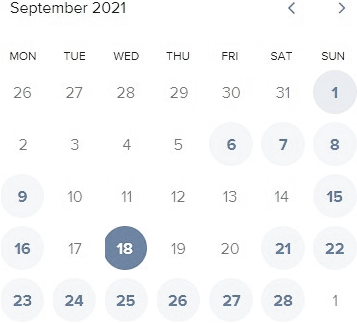 September 2021
MON TUE WED THU FRI SAT SUN
26 27 28 29 30 31 1
2 3 4 5 6 7 8
9 10 11 12 13 14 15
16 17 18 19 20 21 22
23 24 25 26 27 28 1